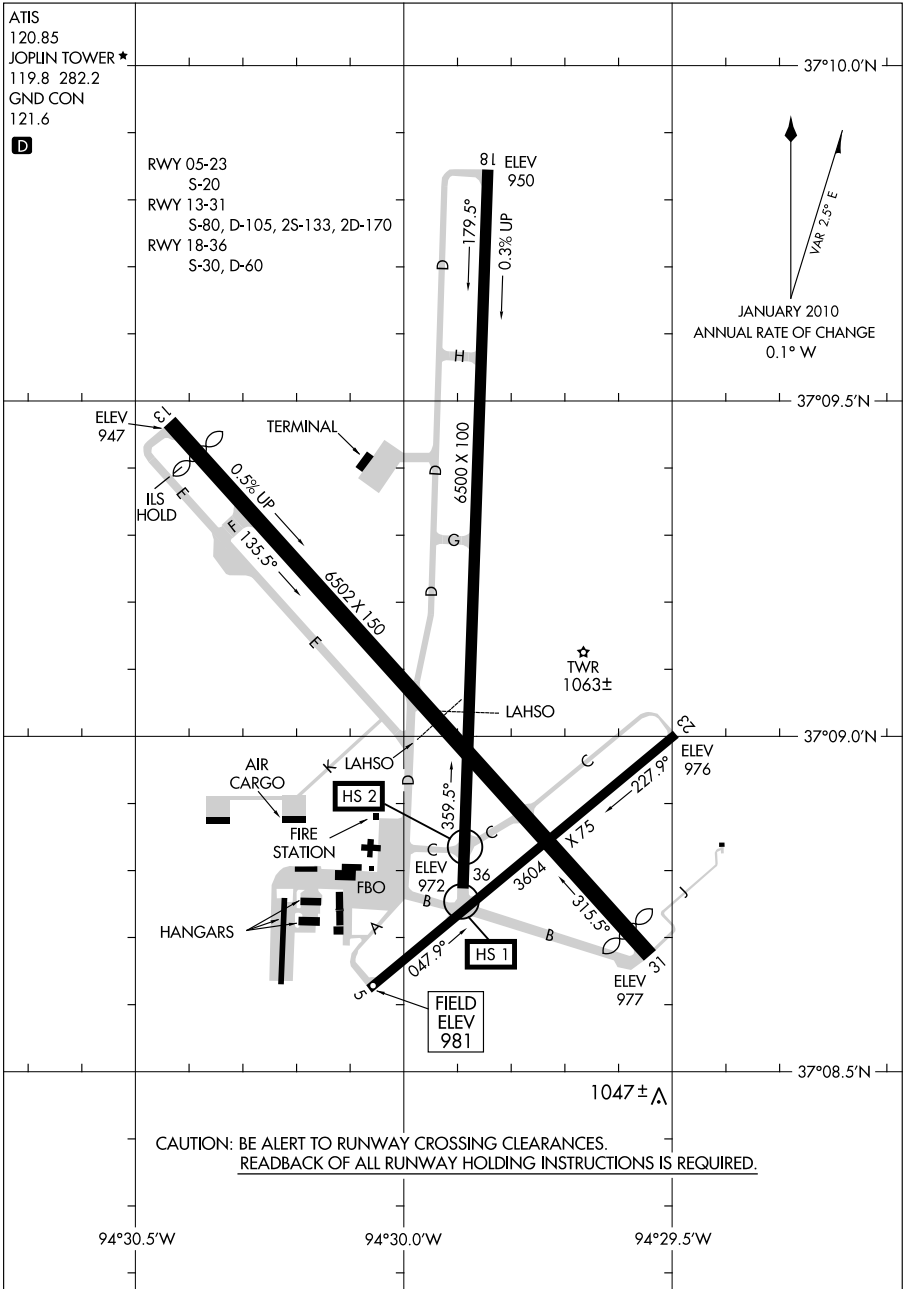 ATIS
120.85
JOPLIN TOWER ★
119.8 282.2
GND CON
121.6
D
RWY 05-23
S-20
RWY 13-31
S-80, D-105, 2S-133, 2D-170
RWY 18-36
S-30, D-60
37°10.0'N
VAR 2.5° E
JANUARY 2010
ANNUAL RATE OF CHANGE
0.1° W
18
ELEV
950
179.5°
0.3% UP
D
H
6500 X 100
37°09.5'N
ELEV
947
13
TERMINAL
ILS
HOLD
0.5% UP
E
F
135.5°
D
G
D
6502 X 150
E
TWR
1063±
LAHSO
LAHSO
37°09.0'N
23
ELEV
976
227.9°
C
K
AIR
CARGO
D
359.5°
HS 2
FIRE
STATION
C
C
X 75
3604
ELEV
972
36
FBO
B
B
315.5°
J
HANGARS
A
047.9°
HS 1
31
ELEV
977
5
FIELD
ELEV
981
37°08.5'N
1047±
CAUTION: BE ALERT TO RUNWAY CROSSING CLEARANCES.
READBACK OF ALL RUNWAY HOLDING INSTRUCTIONS IS REQUIRED.
94°30.5'W
94°30.0'W
94°29.5'W